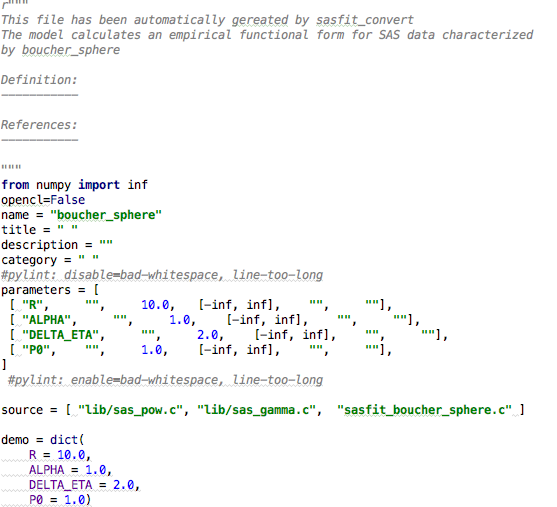 r"""
This file has been automatically gereated by sasfit_convert
The model calculates an empirical functional form for SAS data characterized
by boucher_sphere

Definition:
-----------

References:
-----------

"""
from numpy import inf
opencl=False
name = "boucher_sphere"
title = " "
description = ""
category = " "
#pylint: disable=bad-whitespace, line-too-long
parameters = [
 [ "R",     "",     10.0,   [-inf, inf],    "",     ""],
 [ "ALPHA",     "",     1.0,    [-inf, inf],    "",     ""],
 [ "DELTA_ETA",     "",     2.0,    [-inf, inf],    "",     ""],
 [ "P0",    "",     1.0,    [-inf, inf],    "",     ""],
]
 #pylint: enable=bad-whitespace, line-too-long

source = [ "lib/sas_pow.c", "lib/sas_gamma.c",  "sasfit_boucher_sphere.c" ]

demo = dict(
    R = 10.0,
    ALPHA = 1.0,
    DELTA_ETA = 2.0,
    P0 = 1.0)